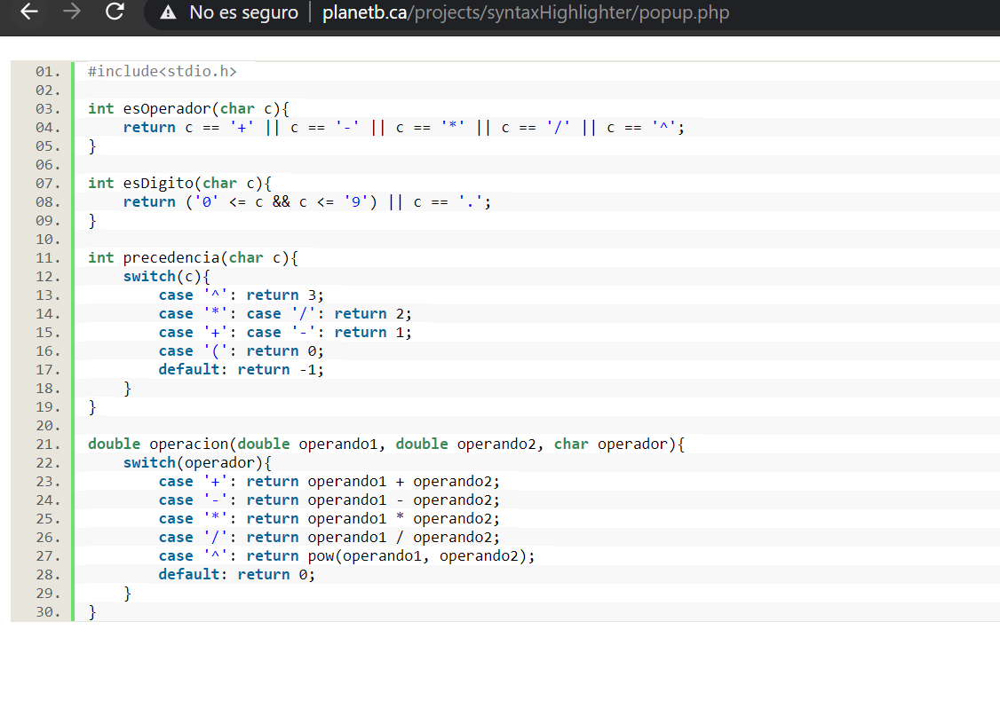 No es seguro | planetb.ca/projects/syntaxHighlighter/popup.php
01. #include<stdio.h>
02.
03. int esOperador(char c){
04.     return c == '+' || c == '-' || c == '*' || c == '/' || c == '^';
05. }
06.
07. int esDigito(char c){
08.     return ('0' <= c && c <= '9') || c == '.';
09. }
10.
11. int precedencia(char c){
12.     switch(c){
13.         case '^': return 3;
14.         case '*': case '/': return 2;
15.         case '+': case '-': return 1;
16.         case '(': return 0;
17.         default: return -1;
18.     }
19. }
20.
21. double operacion(double operando1, double operando2, char operador){
22.     switch(operador){
23.         case '+': return operando1 + operando2;
24.         case '-': return operando1 - operando2;
25.         case '*': return operando1 * operando2;
26.         case '/': return operando1 / operando2;
27.         case '^': return pow(operando1, operando2);
28.         default: return 0;
29.     }
30. }